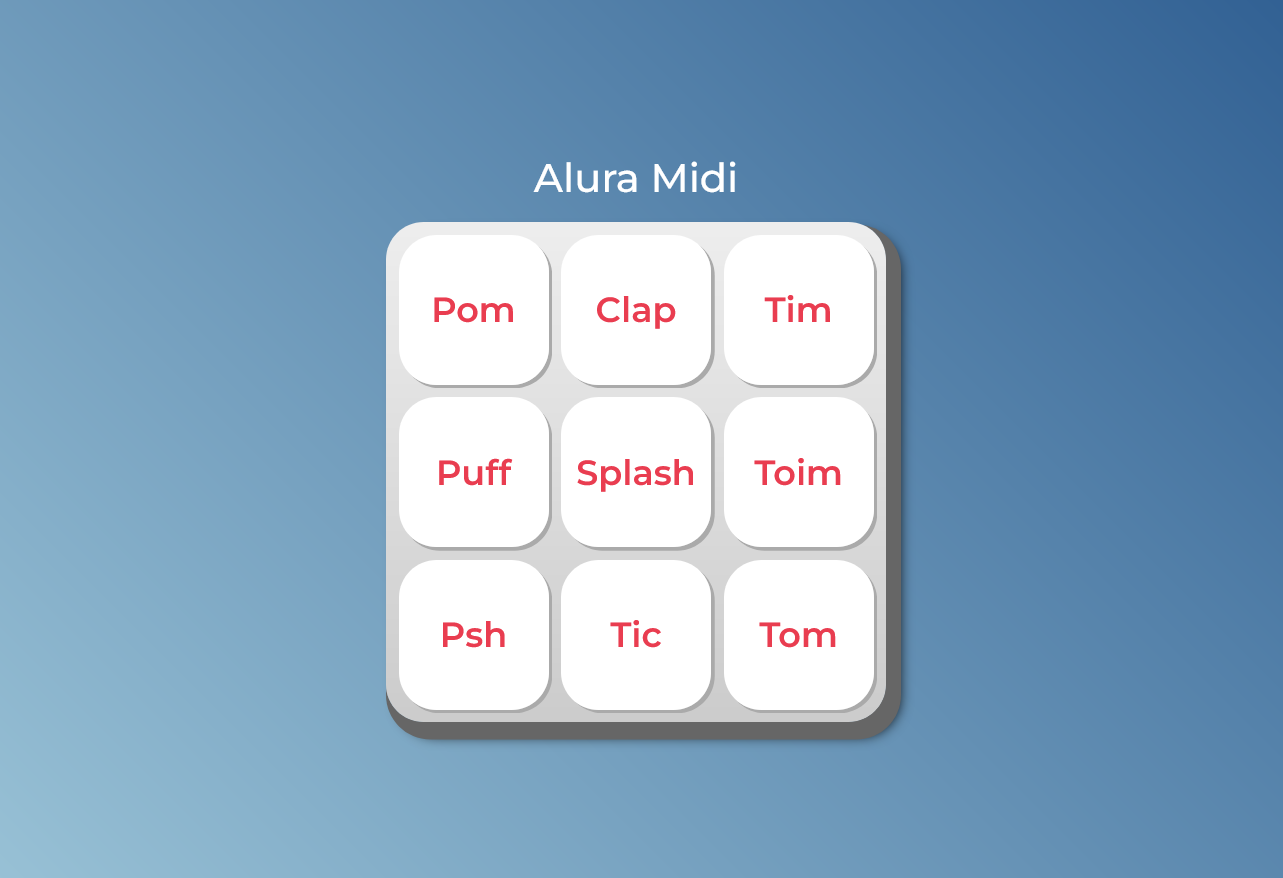 Alura Midi
Pom
Clap
Tim
Puff
Splash
Toim
Psh
Tic
Tom